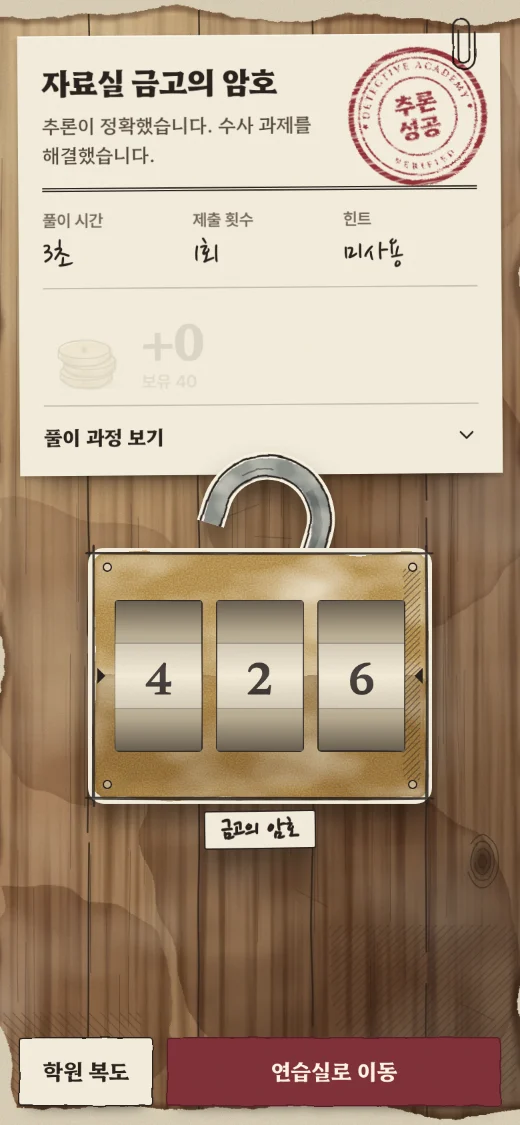 자료실 금고의 암호
추론이 정확했습니다. 수사 과제를
해결했습니다.
DETECTIVE ACADEMY
추론
성공
VERIFIED
풀이 시간 제출 횟수 힌트
3초 1회 미사용
+0
보유 40
풀이 과정 보기
4 2 6
금고의 암호
학원 복도 연습실로 이동